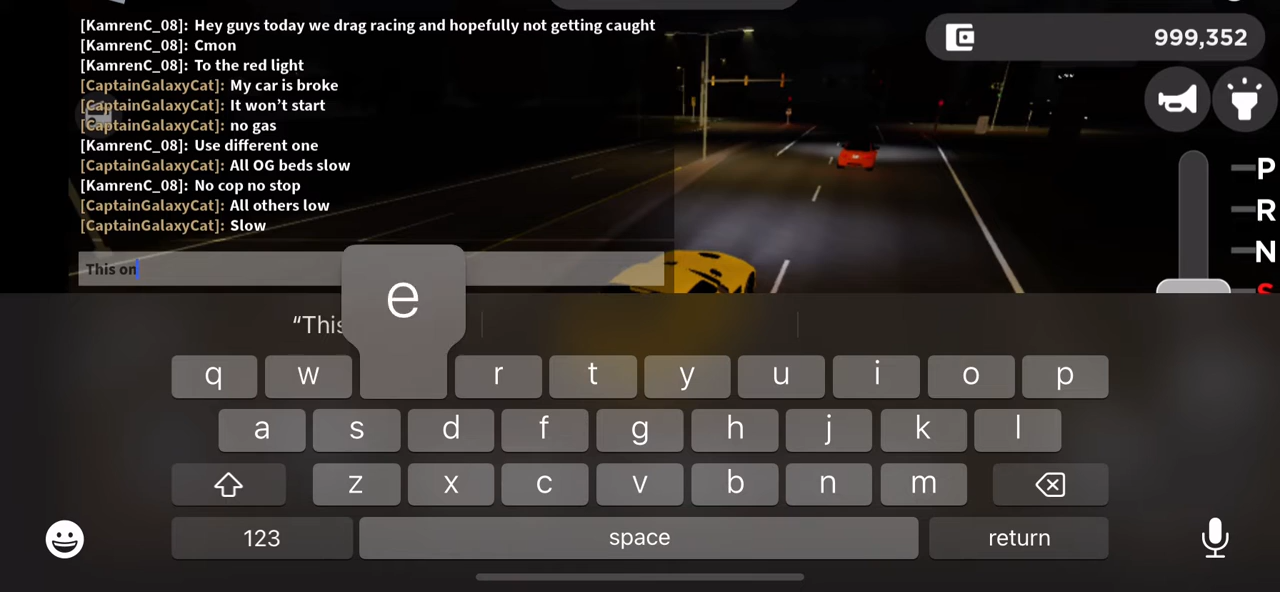 [KamrenC_08]: Hey guys today we drag racing and hopefully not getting caught
[KamrenC_08]: Cmon
[KamrenC_08]: To the red light
[CaptainGalaxyCat]: My car is broke
[CaptainGalaxyCat]: It won’t start
[CaptainGalaxyCat]: no gas
[KamrenC_08]: Use different one
[CaptainGalaxyCat]: All OG beds slow
[KamrenC_08]: No cop no stop
[CaptainGalaxyCat]: All others low
[CaptainGalaxyCat]: Slow
This on
999,352
P
R
N
S
“This
e
q w r t y u i o p
a s d f g h j k l
z x c v b n m
123 space return